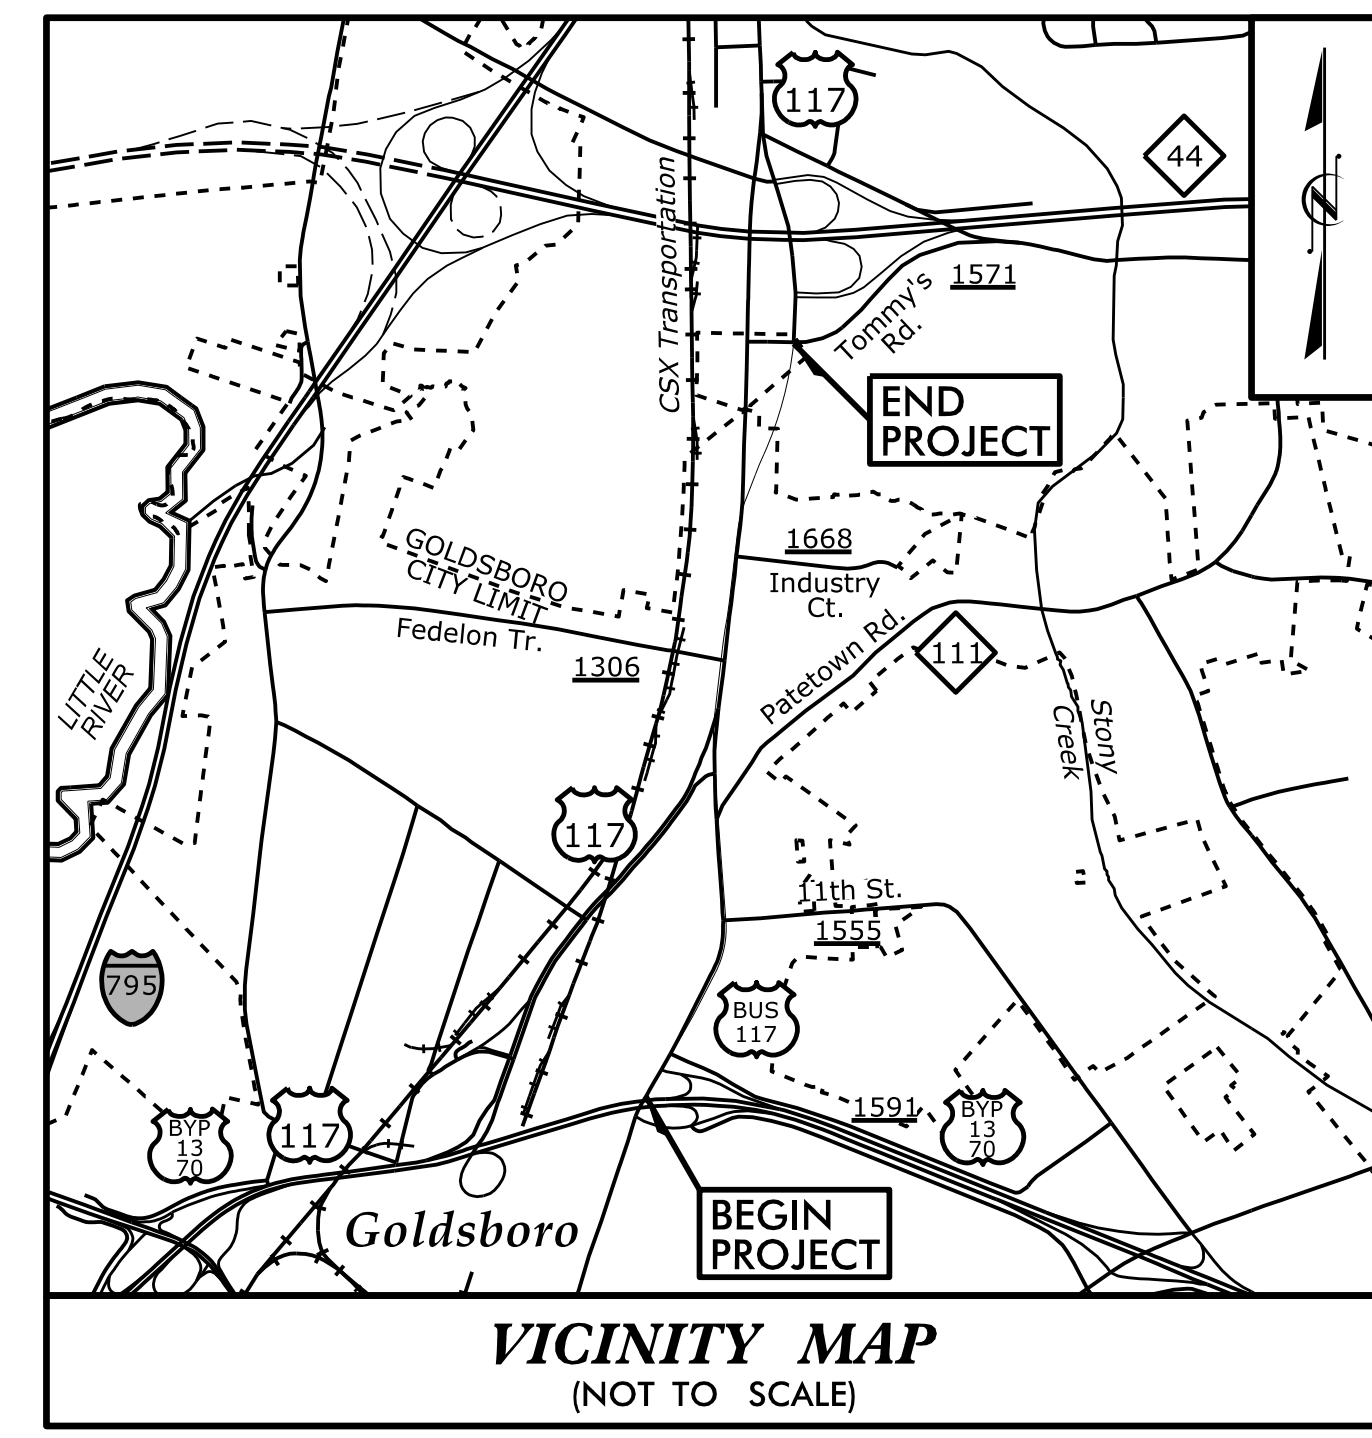 117
44
CSX Transportation
1571
Tommy's
Rd.
END
PROJECT
GOLDSBORO
CITY LIMIT
1668
Industry
Ct.
Fedelon Tr.
1306
Patetown Rd.
111
LITTLE
RIVER
Stony
Creek
117
11th St.
1555
795
BUS
117
BYP
13
70
117
1591
BYP
13
70
Goldsboro
BEGIN
PROJECT
VICINITY MAP
(NOT TO SCALE)